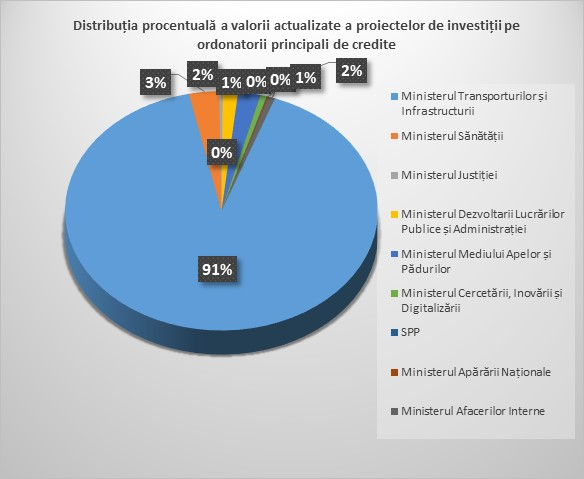 Distribuția procentuală a valorii actualizate a proiectelor de investiții pe
ordonatorii principali de credite
3%
2%
1%
0%
0%
1%
2%
0%
91%
Ministerul Transporturilor și
Infrastructurii
Ministerul Sănătății
Ministerul Justiției
Ministerul Dezvoltarii Lucrărilor
Publice și Administrației
Ministerul Mediului Apelor și
Pădurilor
Ministerul Cercetării, Inovării și
Digitalizării
SPP
Ministerul Apărării Naționale
Ministerul Afacerilor Interne